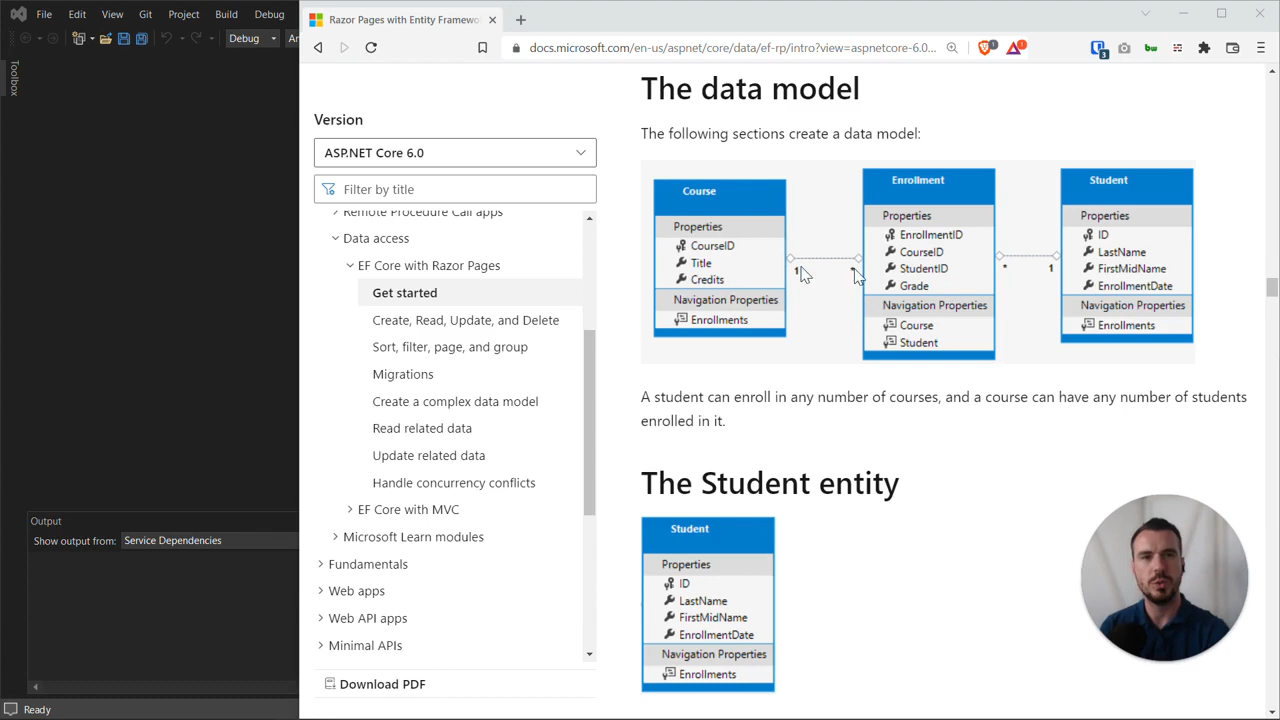 File Edit View Git Project Build Debug
Debug
Toolbox
Output
Show output from: Service Dependencies
Ready
Razor Pages with Entity Framewo
docs.microsoft.com/en-us/aspnet/core/data/ef-rp/intro?view=aspnetcore-6.0...
Version
ASP.NET Core 6.0
Filter by title
Remote Procedure Call apps
Data access
EF Core with Razor Pages
Get started
Create, Read, Update, and Delete
Sort, filter, page, and group
Migrations
Create a complex data model
Read related data
Update related data
Handle concurrency conflicts
EF Core with MVC
Microsoft Learn modules
Fundamentals
Web apps
Web API apps
Minimal APIs
Download PDF
The data model
The following sections create a data model:
Course
Properties
CourseID
Title
Credits
Navigation Properties
Enrollments
1
*
Enrollment
Properties
EnrollmentID
CourseID
StudentID
Grade
Navigation Properties
Course
Student
*
1
Student
Properties
ID
LastName
FirstMidName
EnrollmentDate
Navigation Properties
Enrollments
A student can enroll in any number of courses, and a course can have any number of students
enrolled in it.
The Student entity
Student
Properties
ID
LastName
FirstMidName
EnrollmentDate
Navigation Properties
Enrollments